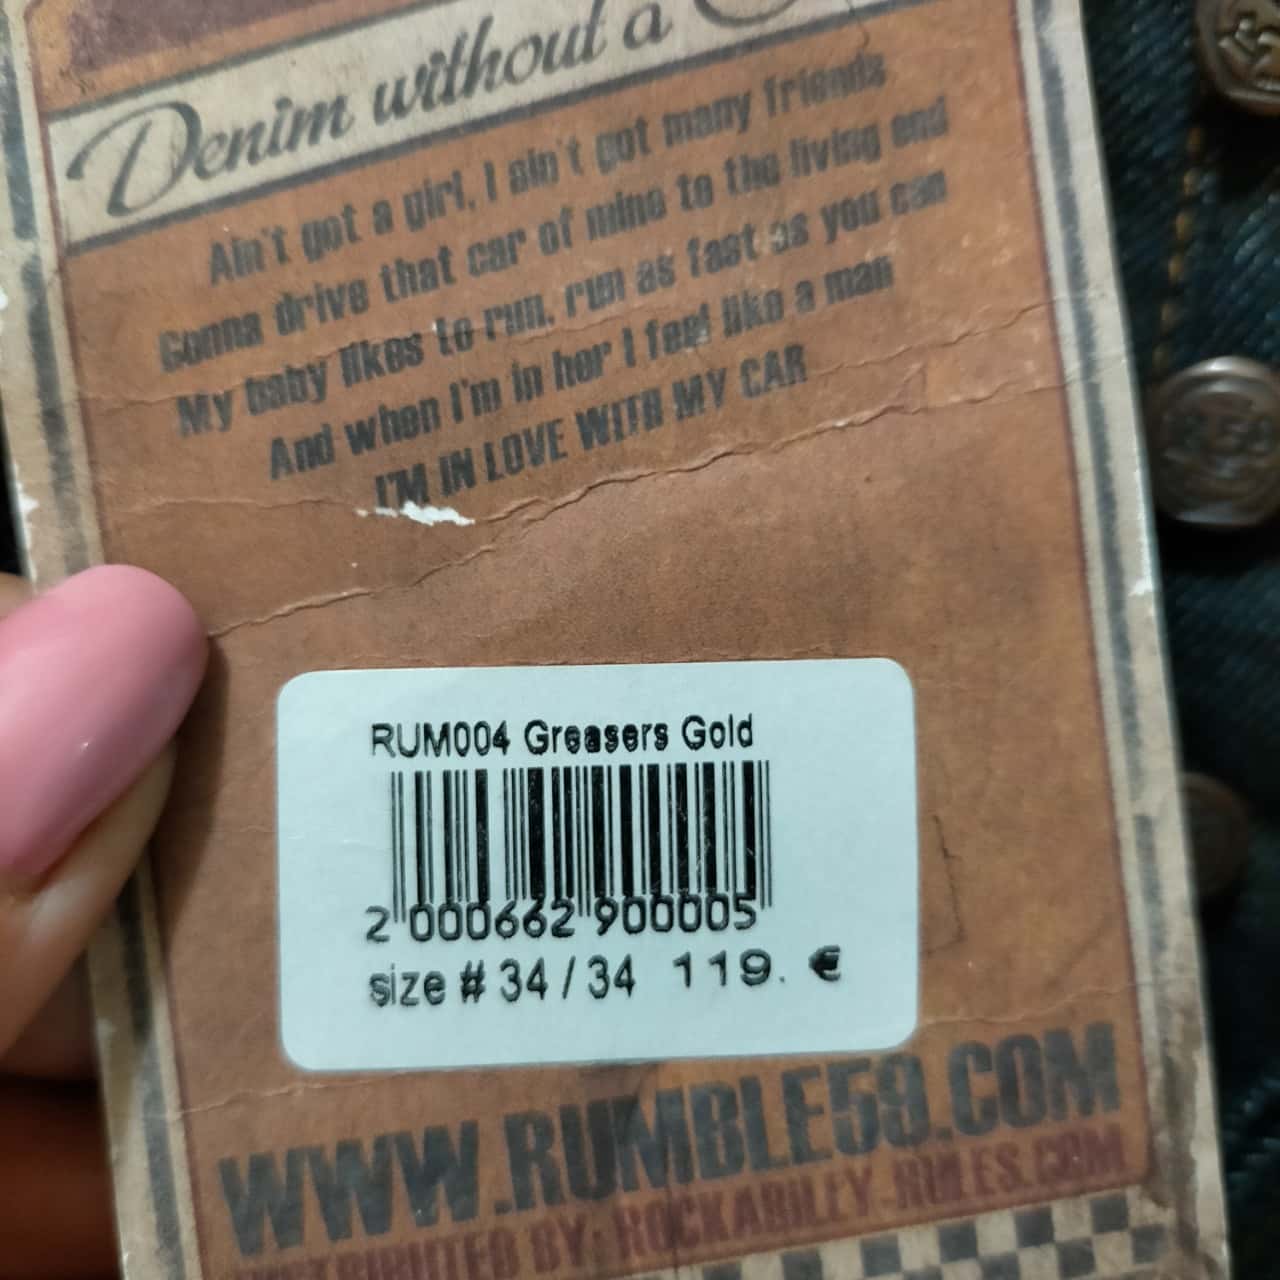 Denim without a
Ain't got a girl, I ain't got many friends
Gonna drive that car of mine to the living end
My baby likes to run, run as fast as you can
And when I'm in her I feel like a man
I'M IN LOVE WITH MY CAR
RUM004 Greasers Gold
2 000662 900005
size # 34 / 34 119. €
WWW.RUMBLE59.COM
DISTRIBUTED BY: ROCKABILLY-RULES.COM